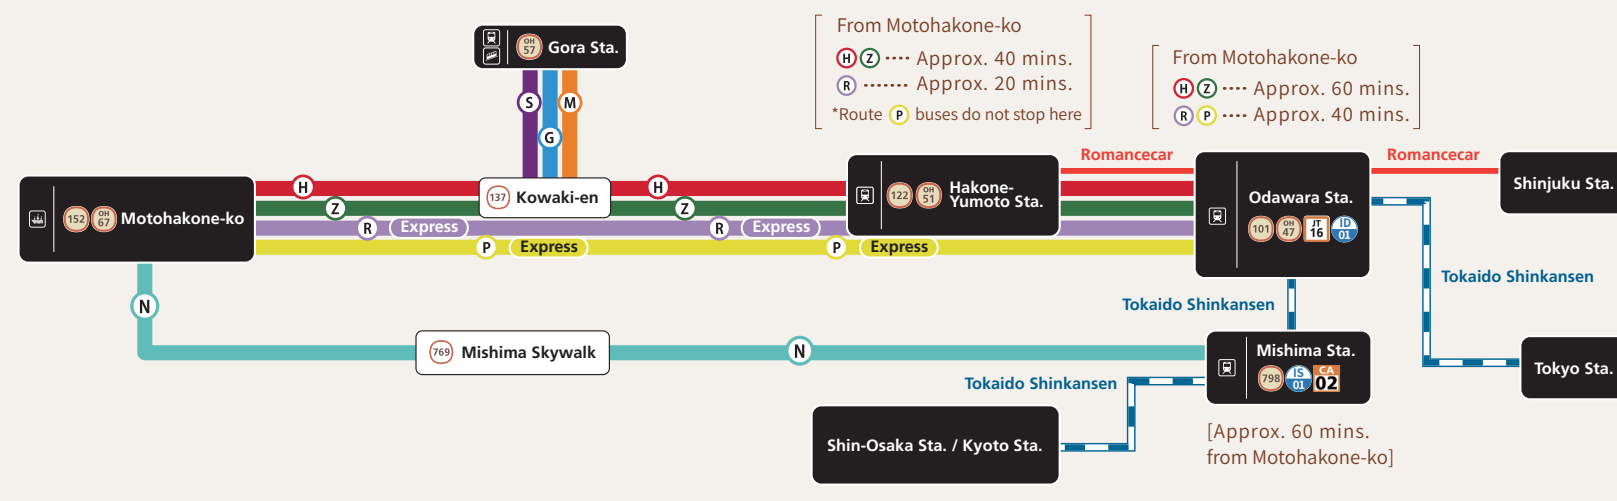 OH
57
Gora Sta.
S
M
G
From Motohakone-ko
H Z ···· Approx. 40 mins.
R ······· Approx. 20 mins.
*Route P buses do not stop here
From Motohakone-ko
H Z ···· Approx. 60 mins.
R P ···· Approx. 40 mins.
152
OH
67
Motohakone-ko
H
Z
R Express
P Express
137
Kowaki-en
H
Z
R Express
P Express
122
OH
51
Hakone-
Yumoto Sta.
Romancecar
Odawara Sta.
101
OH
47
JT
16
ID
01
Romancecar
Shinjuku Sta.
Tokaido Shinkansen
Tokaido Shinkansen
Tokyo Sta.
N
769
Mishima Skywalk
N
Mishima Sta.
798
IS
01
CA
02
Tokaido Shinkansen
Shin-Osaka Sta. / Kyoto Sta.
[Approx. 60 mins.
from Motohakone-ko]